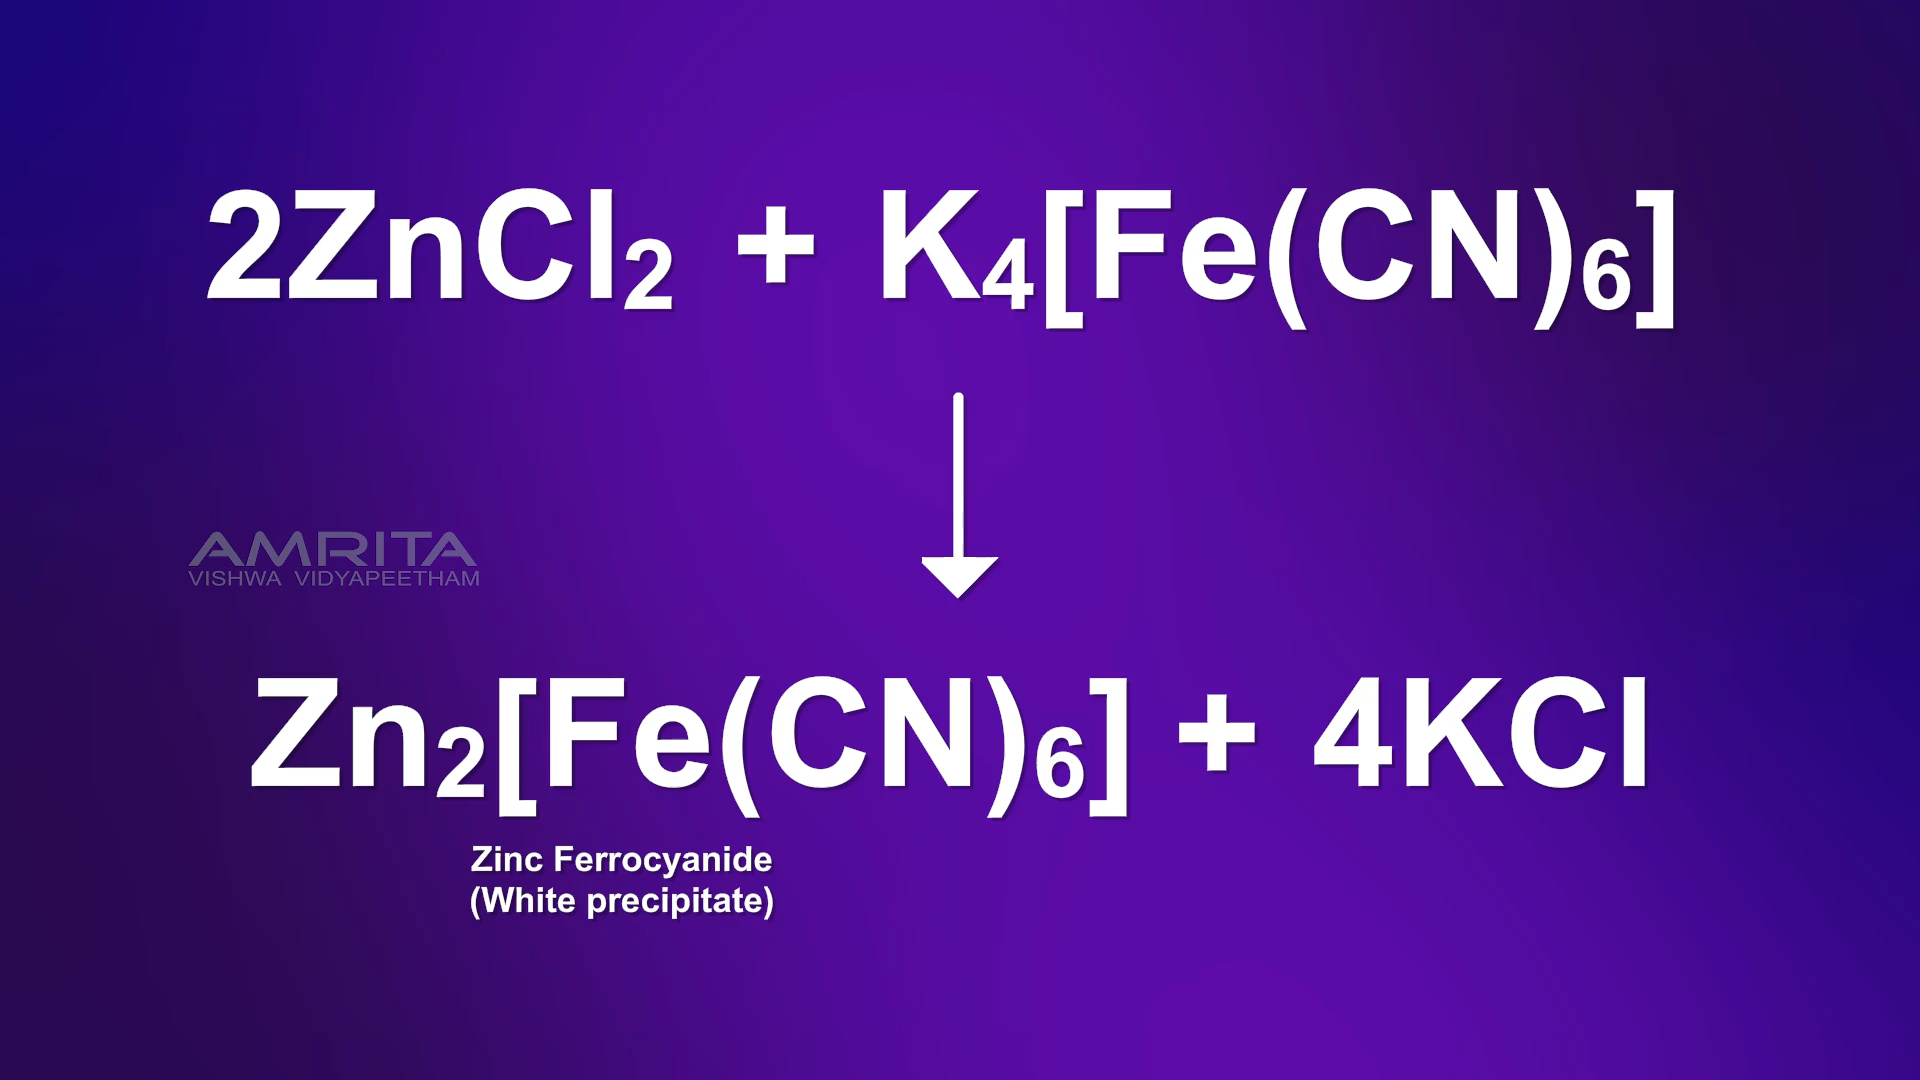 2ZnCl₂ + K₄[Fe(CN)₆]
AMRITA
VISHWA VIDYAPEETHAM
Zn₂[Fe(CN)₆] + 4KCl
Zinc Ferrocyanide
(White precipitate)